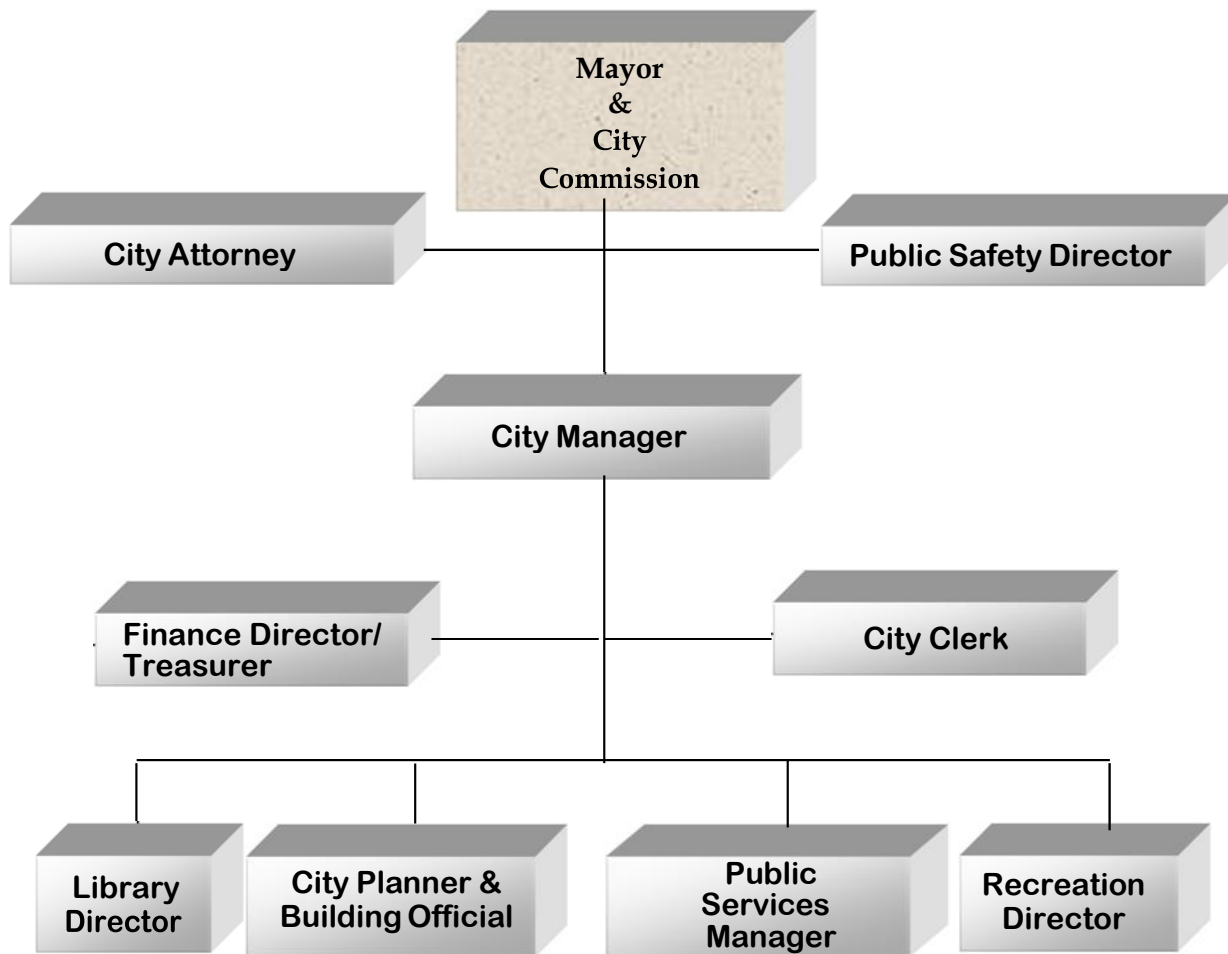 Mayor
&
City
Commission
City Attorney
Public Safety Director
City Manager
Finance Director/
Treasurer
City Clerk
Library
Director
City Planner &
Building Official
Public
Services
Manager
Recreation
Director